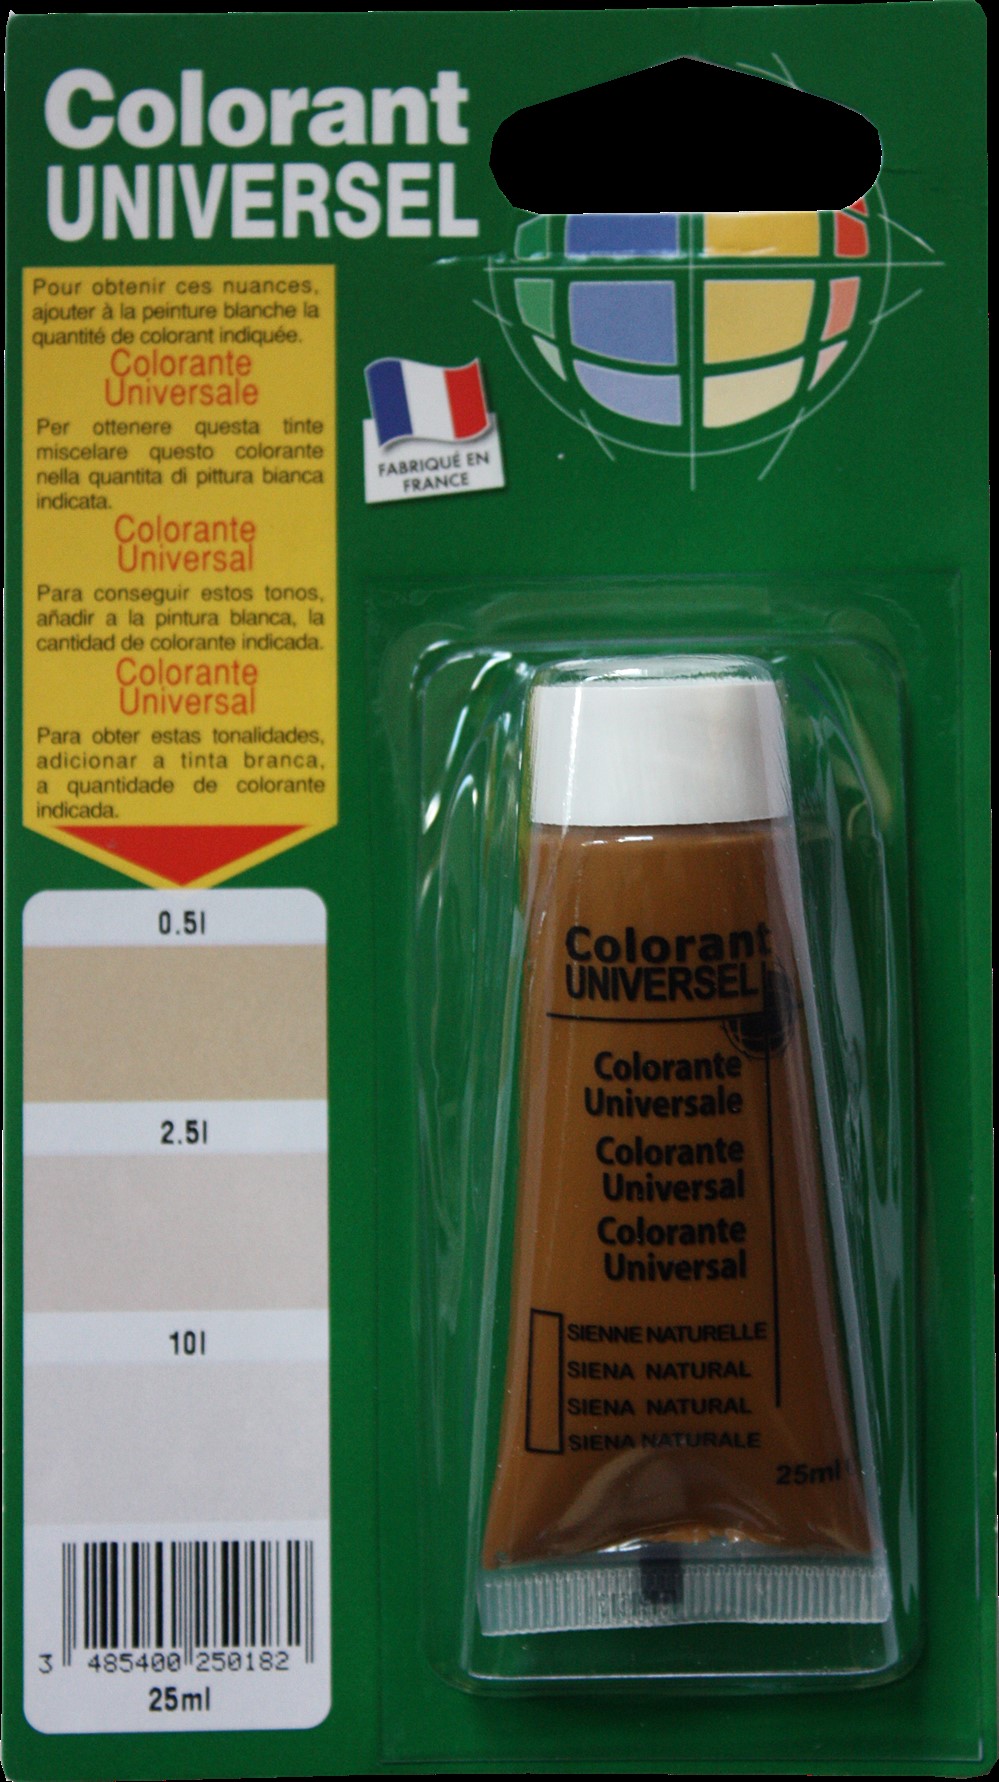 Colorant
UNIVERSEL
Pour obtenir ces nuances,
ajouter à la peinture blanche la
quantité de colorant indiquée.
Colorante
Universale
Per ottenere questa tinte
miscelare questo colorante
nella quantita di pittura bianca
indicata.
Colorante
Universal
Para conseguir estos tonos,
añadir a la pintura blanca, la
cantidad de colorante indicada.
Colorante
Universal
Para obter estas tonalidades,
adicionar a tinta branca,
a quantidade de colorante
indicada.
0.5l
2.5l
10l
3 485400 250182
25ml
FABRIQUÉ EN
FRANCE
Colorant
UNIVERSEL
Colorante
Universale
Colorante
Universal
Colorante
Universal
SIENNE NATURELLE
SIENA NATURAL
SIENA NATURAL
SIENA NATURALE
25ml